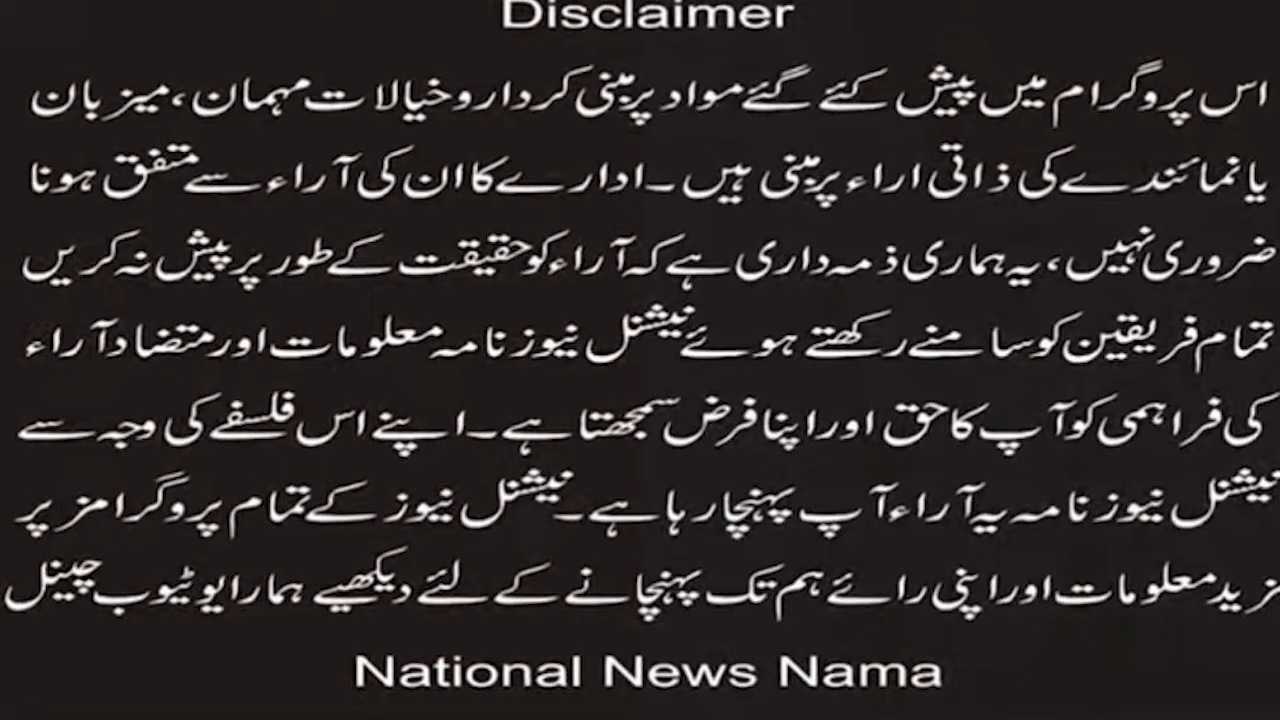 Disclaimer
اس پروگرام میں پیش کئے گئے مواد پر مبنی کردار و خیالات مہمان، میزبان
یا نمائندے کی ذاتی اراء پر مبنی ہیں۔ ادارے کا ان کی آراء سے متفق ہونا
ضروری نہیں، یہ ہماری ذمہ داری ہے کہ آراء کو حقیقت کے طور پر پیش نہ کریں
تمام فریقین کو سامنے رکھتے ہوئے نیشنل نیوز نامہ معلومات اور متضاد آراء
کی فراہمی کو آپ کا حق اور اپنا فرض سمجھتا ہے۔ اپنے اس فلسفے کی وجہ سے
نیشنل نیوز نامہ یہ آراء آپ پہنچا رہا ہے۔ نیشنل نیوز کے تمام پروگرامز پر
مزید معلومات اور اپنی رائے ہم تک پہنچانے کے لئے دیکھیے ہمارا یوٹیوب چینل
National News Nama